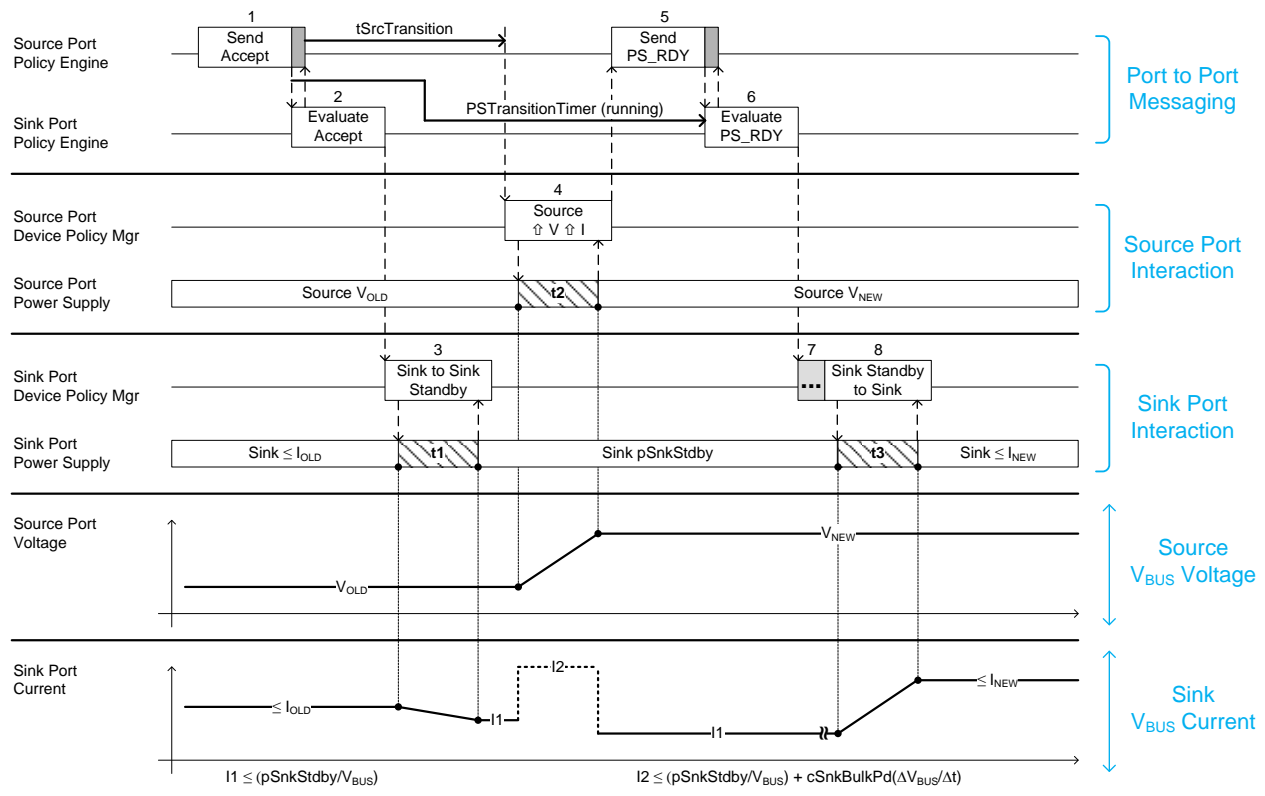 1
Source Port
Policy Engine
Send
Accept
tSrcTransition
5
Send
PS_RDY
Port to Port
Messaging
2
PSTransitionTimer (running)
6
Sink Port
Policy Engine
Evaluate
Accept
Evaluate
PS_RDY
4
Source Port
Device Policy Mgr
Source
⇧ V ⇧ I
Source Port
Interaction
Source Port
Power Supply
Source VOLD
t2
Source VNEW
3
7
8
Sink Port
Device Policy Mgr
Sink to Sink
Standby
...
Sink Standby
to Sink
Sink Port
Interaction
Sink Port
Power Supply
Sink ≤ IOLD
t1
Sink pSnkStdby
t3
Sink ≤ INEW
Source Port
Voltage
VOLD
VNEW
Source
VBUS Voltage
Sink Port
Current
≤ IOLD
I1
I2
I1
≤ INEW
Sink
VBUS Current
I1 ≤ (pSnkStdby/VBUS)
I2 ≤ (pSnkStdby/VBUS) + cSnkBulkPd(ΔVBUS/Δt)